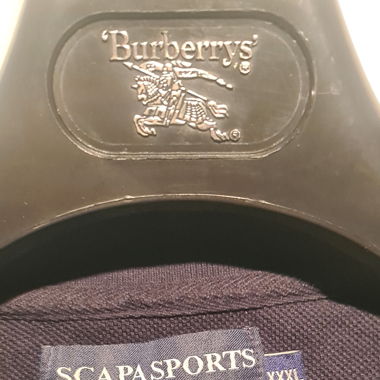 'Burberrys'
®
©
SCAPASPORTS
XXXL